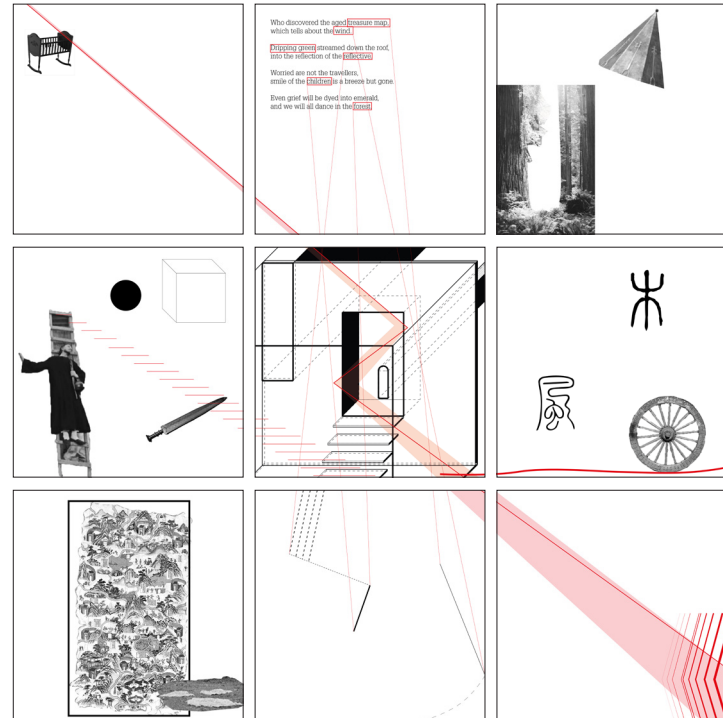 Who discovered the aged treasure map,
which tells about the wind.
Dripping green streamed down the roof,
into the reflection of the reflective.
Worried are not the travellers,
smile of the children is a breeze but gone.
Even grief will be dyed into emerald,
and we will all dance in the forest.
木
風